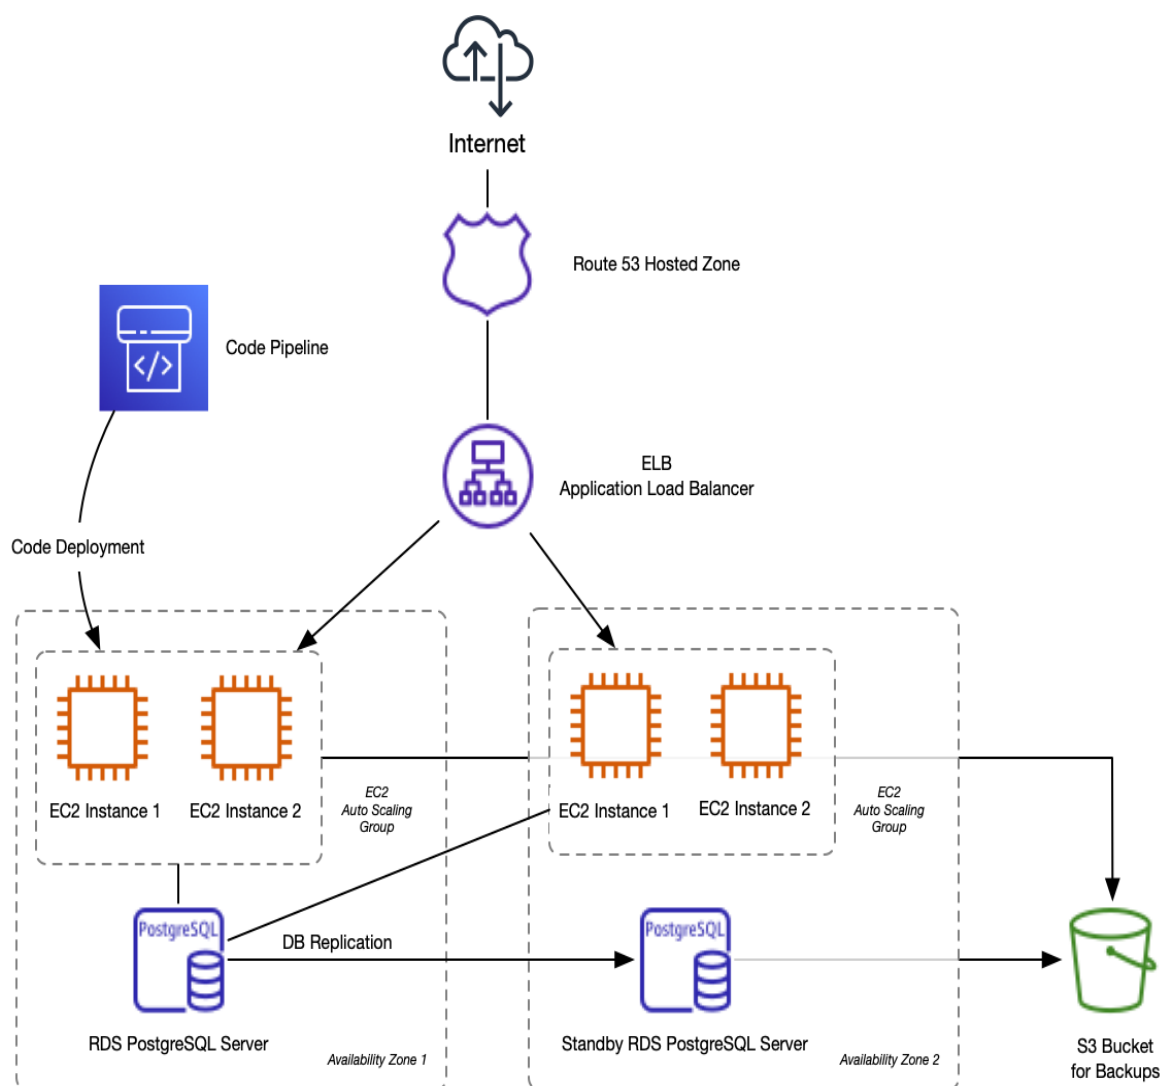 Internet
Route 53 Hosted Zone
Code Pipeline
ELB
Application Load Balancer
Code Deployment
EC2 Instance 1
EC2 Instance 2
EC2
Auto Scaling
Group
EC2 Instance 1
EC2 Instance 2
EC2
Auto Scaling
Group
PostgreSQL
DB Replication
PostgreSQL
RDS PostgreSQL Server
Availability Zone 1
Standby RDS PostgreSQL Server
Availability Zone 2
S3 Bucket
for Backups